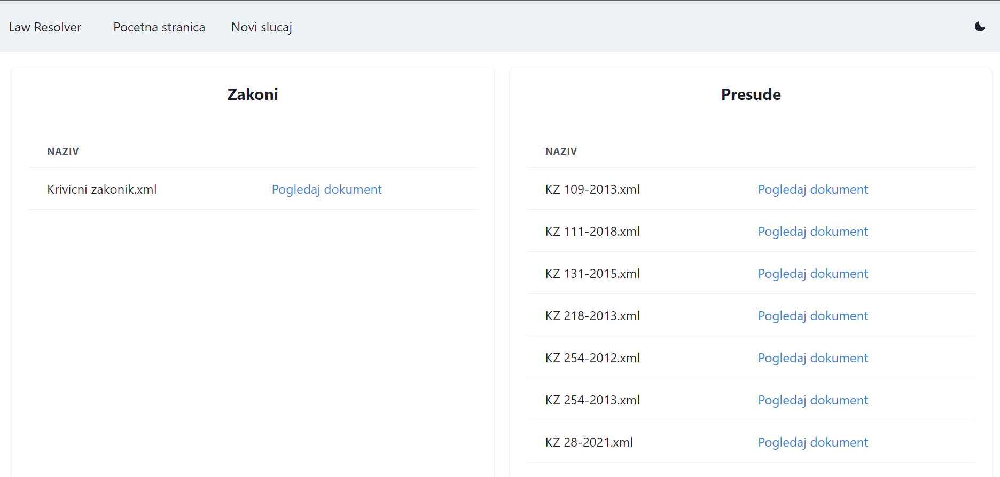 Law Resolver Pocetna stranica Novi slucaj
Zakoni
NAZIV
Krivicni zakonik.xml Pogledaj dokument
Presude
NAZIV
KZ 109-2013.xml Pogledaj dokument
KZ 111-2018.xml Pogledaj dokument
KZ 131-2015.xml Pogledaj dokument
KZ 218-2013.xml Pogledaj dokument
KZ 254-2012.xml Pogledaj dokument
KZ 254-2013.xml Pogledaj dokument
KZ 28-2021.xml Pogledaj dokument